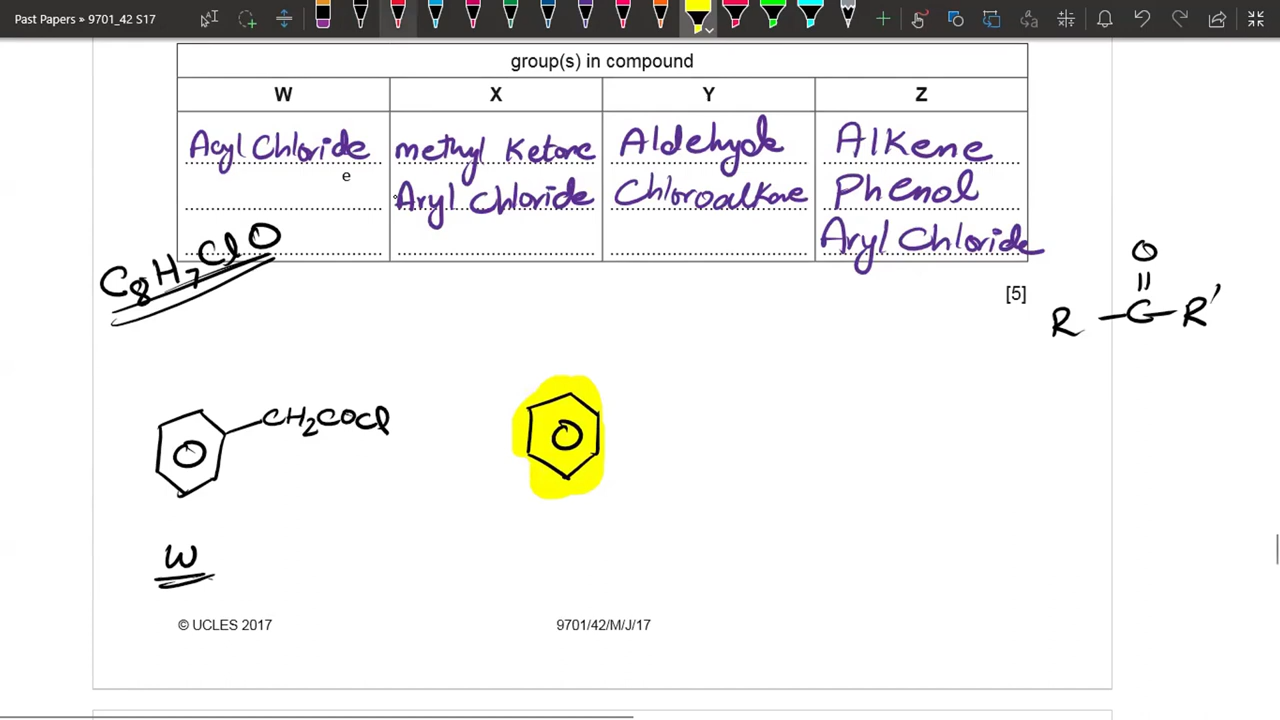 Past Papers » 9701_42 S17
group(s) in compound
W X Y Z
Acyl Chloride methyl Ketone Aldehyde Alkene
e
Aryl Chloride Chloroalkane Phenol
Aryl Chloride
C8H7ClO
[5]
O
R C R'
CH2COCl
W
© UCLES 2017 9701/42/M/J/17